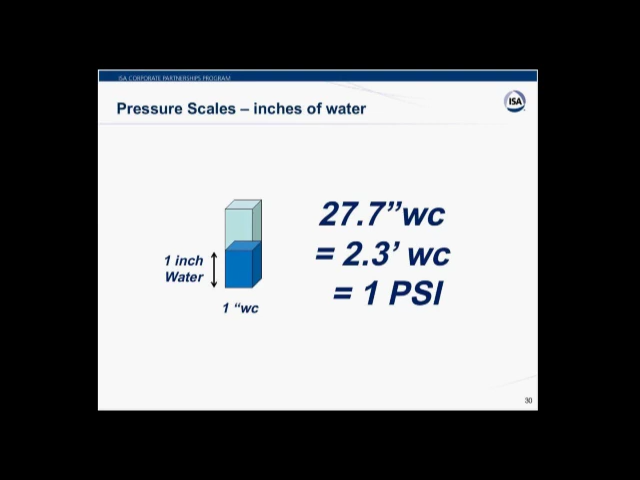 ISA CORPORATE PARTNERSHIPS PROGRAM
Pressure Scales – inches of water
ISA
27.7”wc
= 2.3’ wc
= 1 PSI
1 inch
Water
1 “wc
30